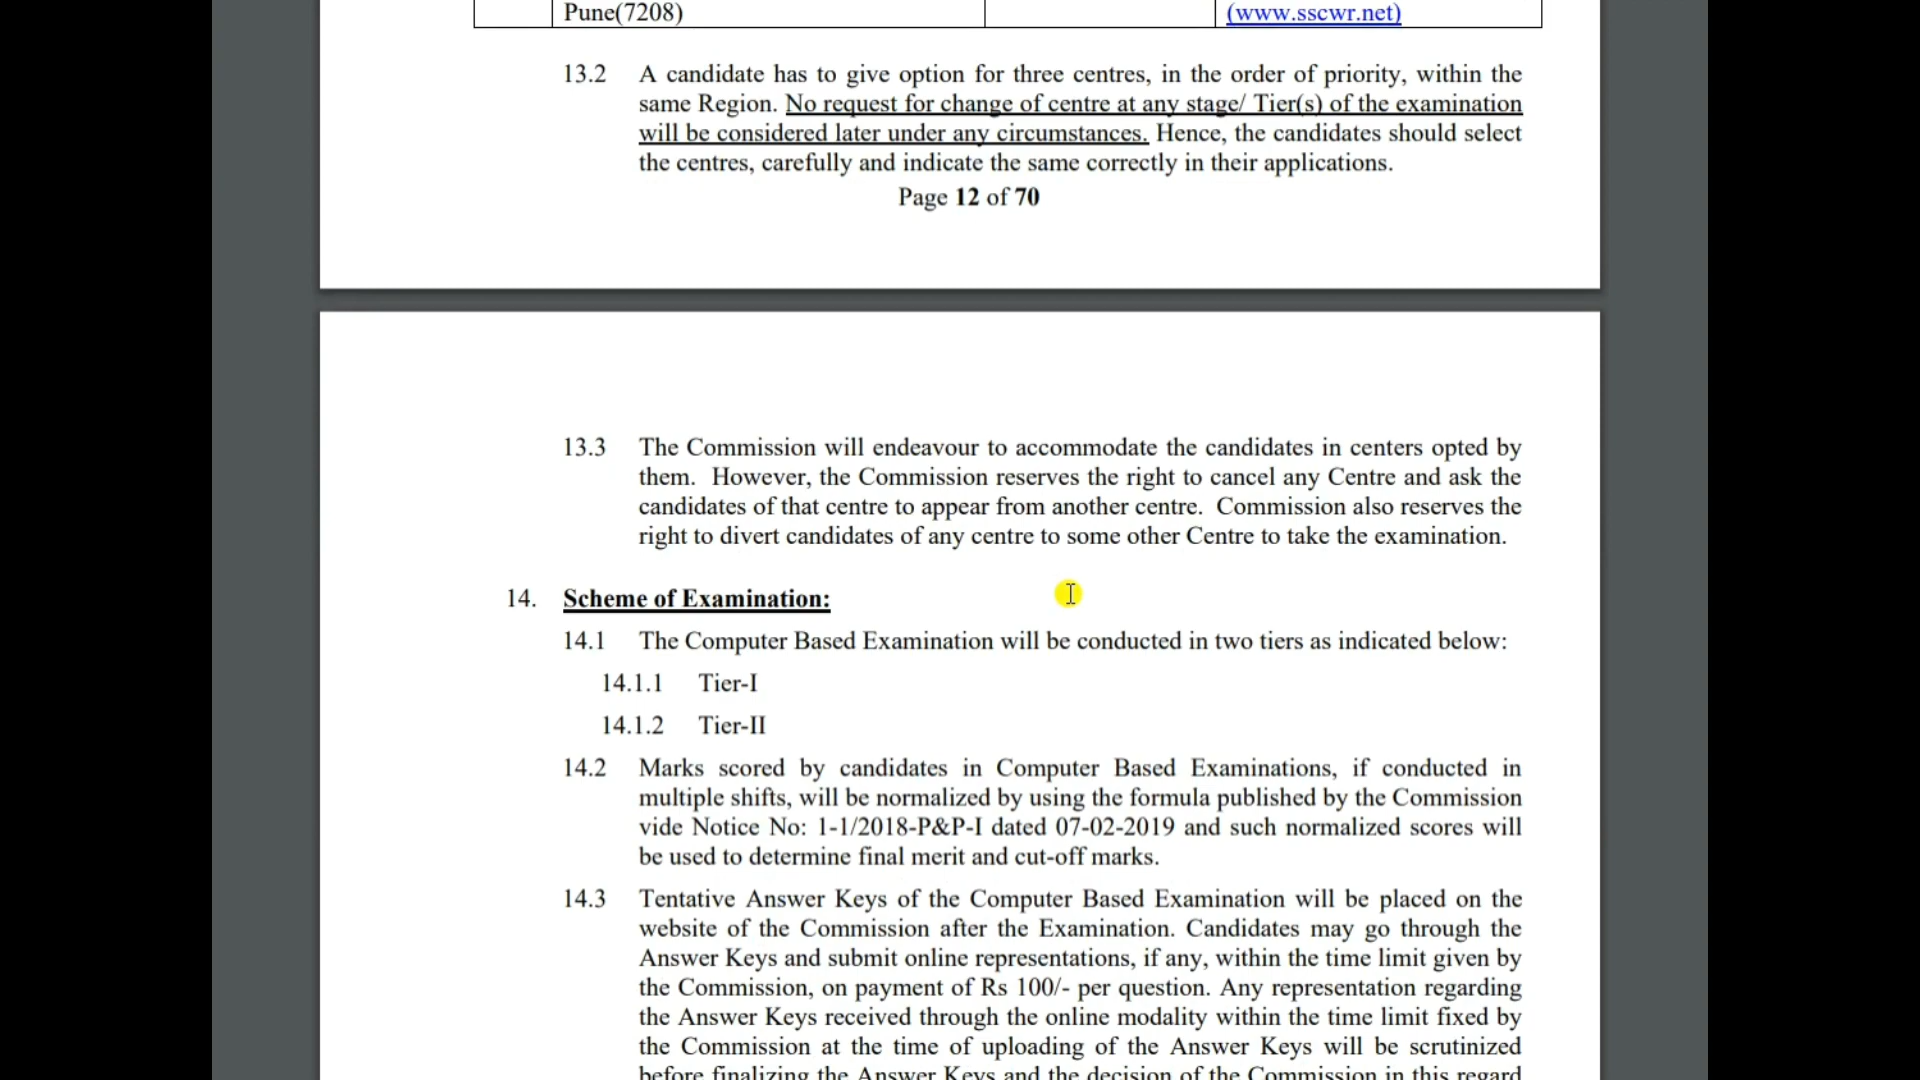 Pune(7208)
(www.sscwr.net)
13.2 A candidate has to give option for three centres, in the order of priority, within the
same Region. No request for change of centre at any stage/ Tier(s) of the examination
will be considered later under any circumstances. Hence, the candidates should select
the centres, carefully and indicate the same correctly in their applications.
Page 12 of 70
13.3 The Commission will endeavour to accommodate the candidates in centers opted by
them. However, the Commission reserves the right to cancel any Centre and ask the
candidates of that centre to appear from another centre. Commission also reserves the
right to divert candidates of any centre to some other Centre to take the examination.
14. Scheme of Examination:
14.1 The Computer Based Examination will be conducted in two tiers as indicated below:
14.1.1 Tier-I
14.1.2 Tier-II
14.2 Marks scored by candidates in Computer Based Examinations, if conducted in
multiple shifts, will be normalized by using the formula published by the Commission
vide Notice No: 1-1/2018-P&P-I dated 07-02-2019 and such normalized scores will
be used to determine final merit and cut-off marks.
14.3 Tentative Answer Keys of the Computer Based Examination will be placed on the
website of the Commission after the Examination. Candidates may go through the
Answer Keys and submit online representations, if any, within the time limit given by
the Commission, on payment of Rs 100/- per question. Any representation regarding
the Answer Keys received through the online modality within the time limit fixed by
the Commission at the time of uploading of the Answer Keys will be scrutinized
before finalizing the Answer Keys and the decision of the Commission in this regard